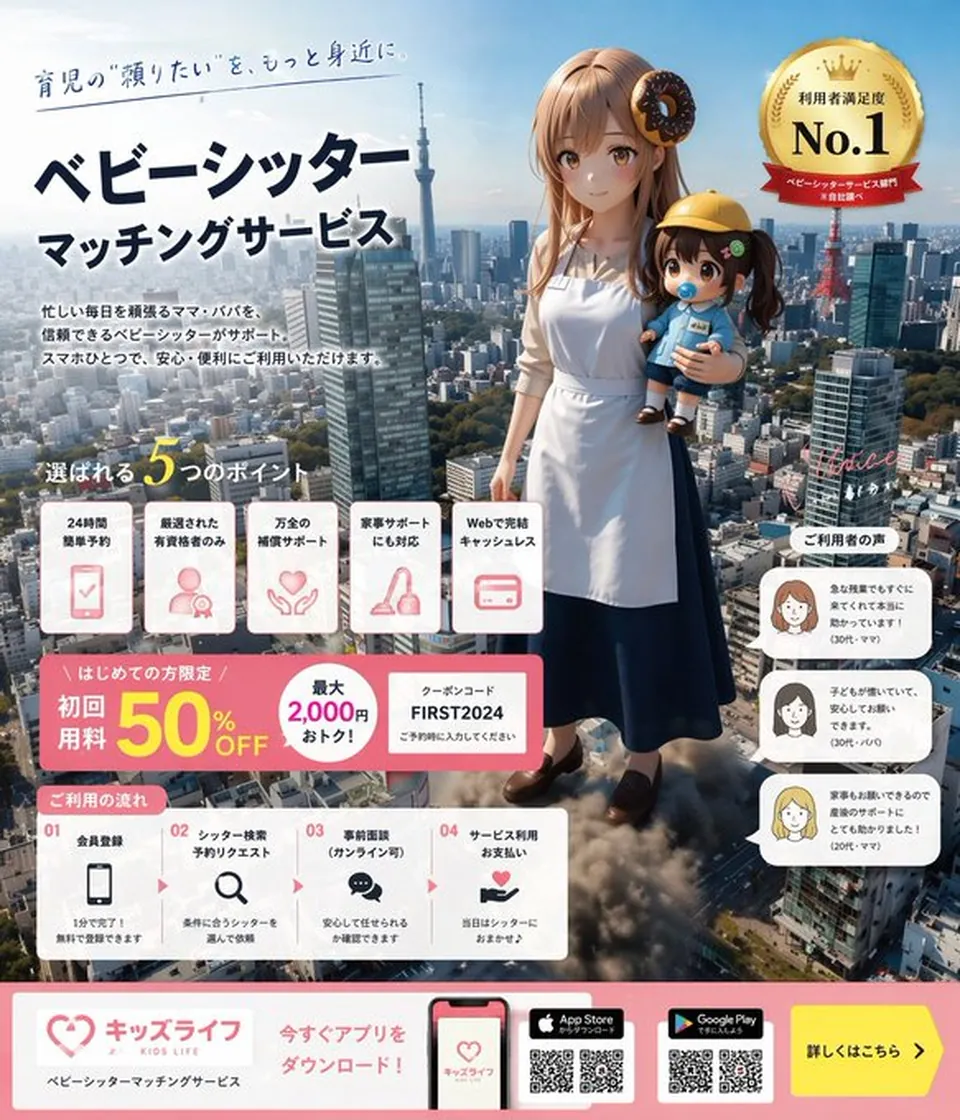 育児の"頼りたい"を、もっと身近に。
ベビーシッター
マッチングサービス
忙しい毎日を頑張るママ・パパを、
信頼できるベビーシッターがサポート。
スマホひとつで、安心・便利にご利用いただけます。
利用者満足度
No.1
ベビーシッターサービス部門
※自社調べ
選ばれる5つのポイント
24時間
簡単予約
厳選された
有資格者のみ
万全の
補償サポート
家事サポート
にも対応
Webで完結
キャッシュレス
はじめての方限定
初回
用料
50%
OFF
最大
2,000円
おトク!
クーポンコード
FIRST2024
ご予約時に入力してください
Voice
ご利用者の声
急な残業でもすぐに
来てくれて本当に
助かっています!
(30代・ママ)
子どもが懐いていて、
安心してお願い
できます。
(30代・パパ)
家事もお願いできるので
産後のサポートに
とても助かりました!
(20代・ママ)
ご利用の流れ
01
会員登録
1分で完了!
無料で登録できます
02
シッター検索
予約リクエスト
条件に合うシッターを
選んで依頼
03
事前面談
(オンライン可)
安心して任せられる
か確認できます
04
サービス利用
お支払い
当日はシッターに
おまかせ♪
キッズライフ
KIDS LIFE
ベビーシッターマッチングサービス
今すぐアプリを
ダウンロード!
キッズライフ
KIDS LIFE
App Store
からダウンロード
Google Play
で手に入れよう
詳しくはこちら